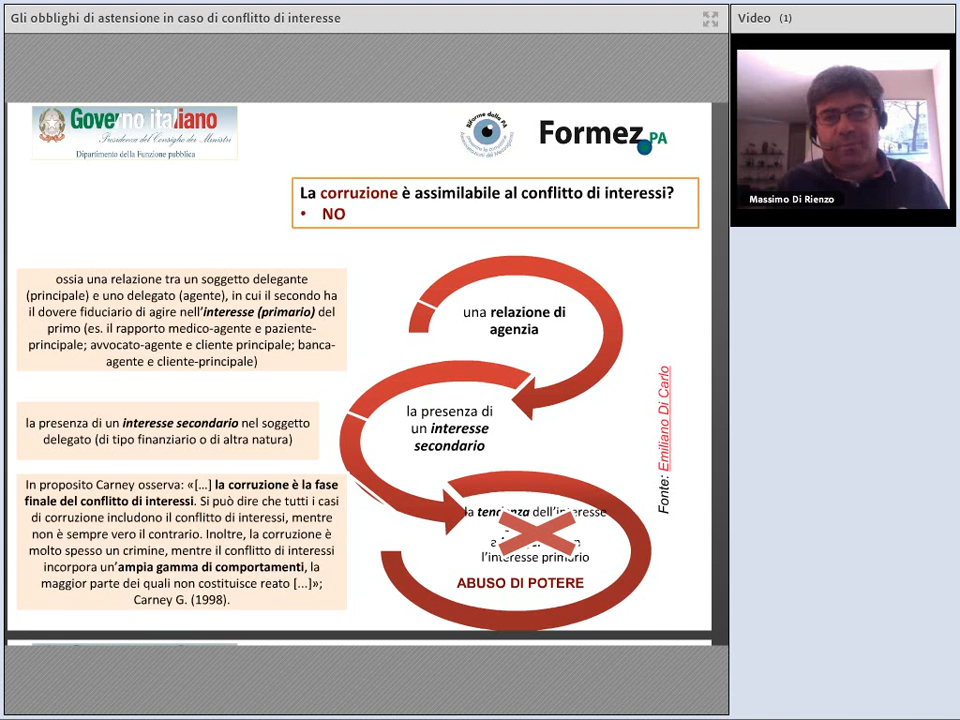 Gli obblighi di astensione in caso di conflitto di interesse
Video (1)
Massimo Di Rienzo
Governo italiano
Presidenza del Consiglio dei Ministri
Dipartimento della Funzione pubblica
Riforme della PA
Formez PA
La corruzione è assimilabile al conflitto di interessi?
• NO
ossia una relazione tra un soggetto delegante
(principale) e uno delegato (agente), in cui il secondo ha
il dovere fiduciario di agire nell'interesse (primario) del
primo (es. il rapporto medico-agente e paziente-
principale; avvocato-agente e cliente principale; banca-
agente e cliente-principale)
una relazione di
agenzia
la presenza di un interesse secondario nel soggetto
delegato (di tipo finanziario o di altra natura)
la presenza di
un interesse
secondario
In proposito Carney osserva: «[…] la corruzione è la fase
finale del conflitto di interessi. Si può dire che tutti i casi
di corruzione includono il conflitto di interessi, mentre
non è sempre vero il contrario. Inoltre, la corruzione è
molto spesso un crimine, mentre il conflitto di interessi
incorpora un'ampia gamma di comportamenti, la
maggior parte dei quali non costituisce reato [...]»;
Carney G. (1998).
la tendenza dell'interesse
l'interesse primario
ABUSO DI POTERE
Fonte: Emiliano Di Carlo